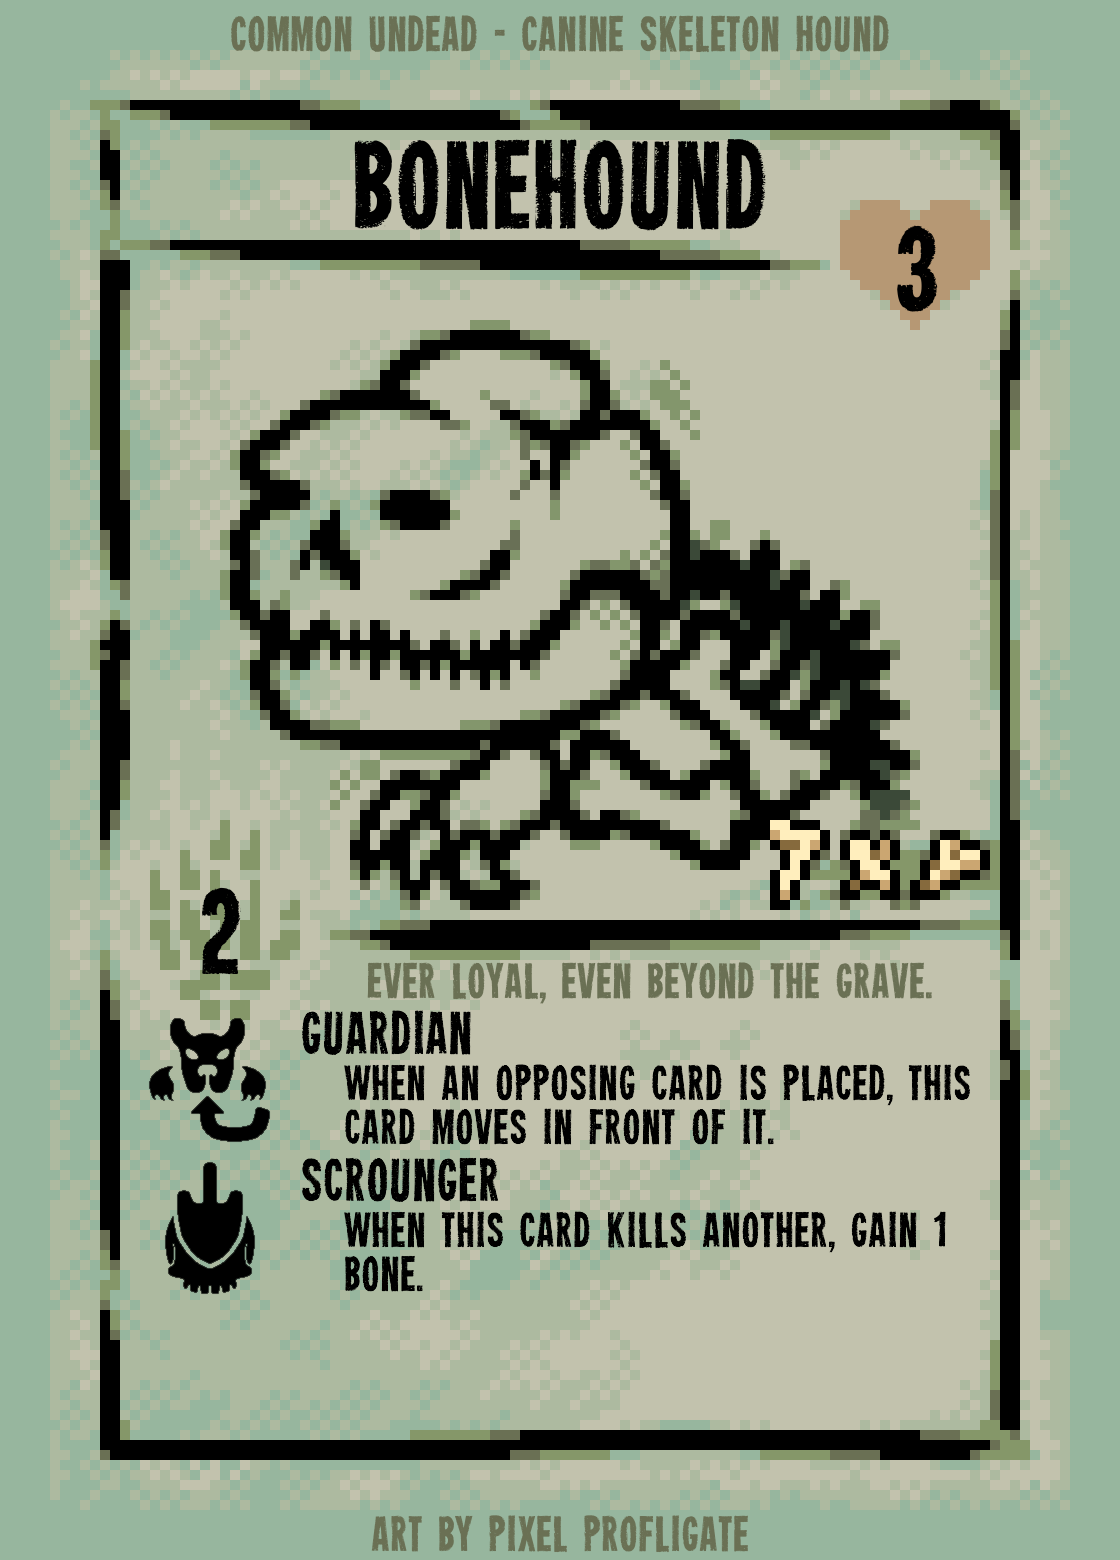 COMMON UNDEAD - CANINE SKELETON HOUND
BONEHOUND
3
7 X
2
EVER LOYAL, EVEN BEYOND THE GRAVE.
GUARDIAN
WHEN AN OPPOSING CARD IS PLACED, THIS
CARD MOVES IN FRONT OF IT.
SCROUNGER
WHEN THIS CARD KILLS ANOTHER, GAIN 1
BONE.
ART BY PIXEL PROFLIGATE